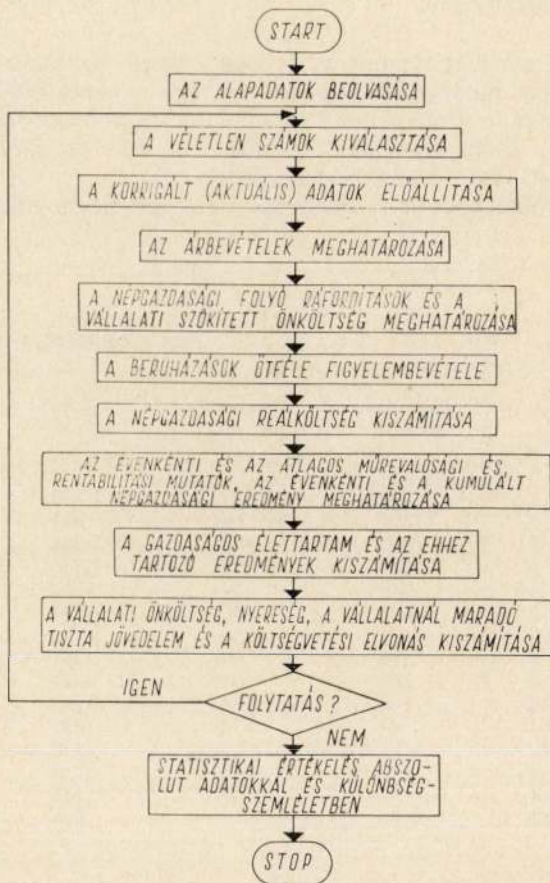 START
AZ ALAPADATOK BEOLVASÁSA
A VÉLETLEN SZÁMOK KIVÁLASZTÁSA
A KORRIGÁLT (AKTUÁLIS) ADATOK ELŐÁLLÍTÁSA
AZ ÁRBEVÉTELEK MEGHATÁROZÁSA
A NÉPGAZDASÁGI FOLYÓ RÁFORDÍTÁSOK ÉS A
VÁLLALATI SZŰKÍTETT ÖNKÖLTSÉG MEGHATÁROZÁSA
A BERUHÁZÁSOK ÖTFÉLE FIGYELEMBEVÉTELE
A NÉPGAZDASÁGI REÁLKÖLTSÉG KISZÁMÍTÁSA
AZ ÉVENKÉNTI ÉS AZ ÁTLAGOS MŰREVALÓSÁGI ÉS
RENTABILITÁSI MUTATÓK, AZ ÉVENKÉNTI ÉS A KUMULÁLT
NÉPGAZDASÁGI EREDMÉNY MEGHATÁROZÁSA
A GAZDASÁGOS ÉLETTARTAM ÉS AZ EHHEZ
TARTOZÓ EREDMÉNYEK KISZÁMÍTÁSA
A VÁLLALATI ÖNKÖLTSÉG, NYERESÉG, A VÁLLALATNÁL MARADÓ
TISZTA JÖVEDELEM ÉS A KÖLTSÉGVETÉSI ELVONÁS KISZÁMÍTÁSA
IGEN
FOLYTATÁS?
NEM
STATISZTIKAI ÉRTÉKELÉS ABSZO-
LUT ADATOKKAL ÉS KÜLÖNBSÉG-
SZEMLÉLETBEN
STOP